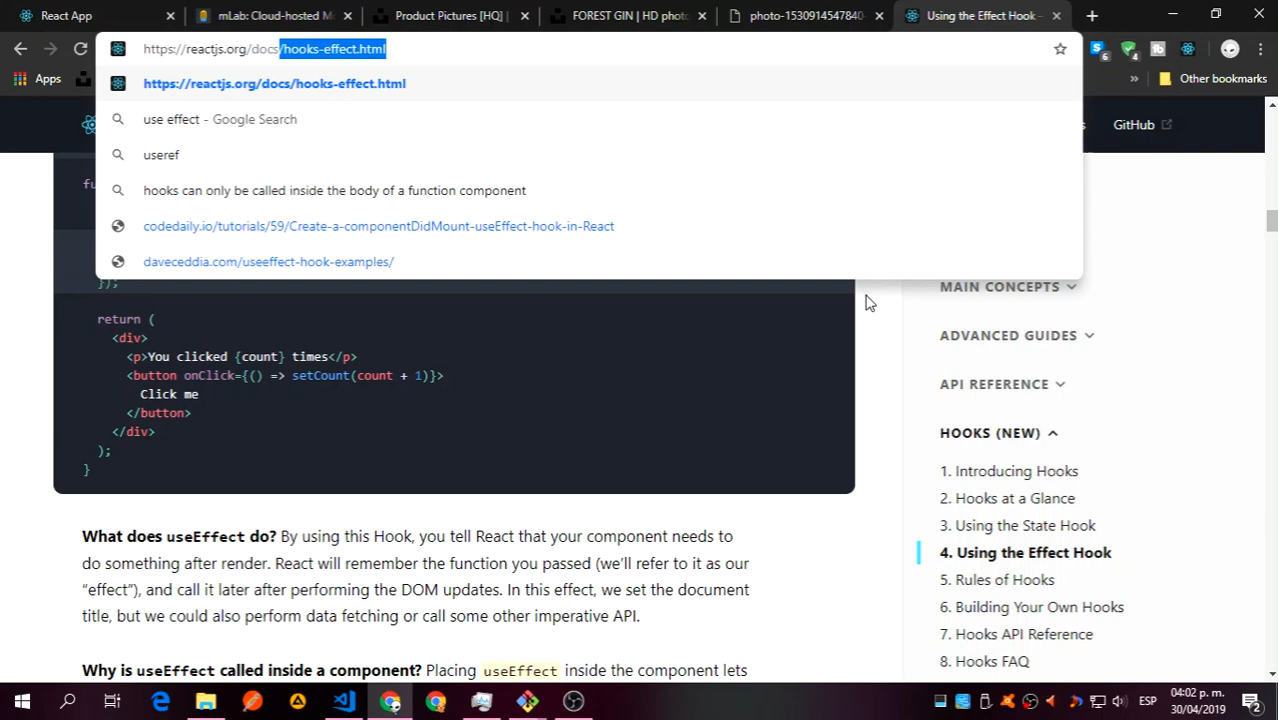 React App
mLab: Cloud-hosted M
Product Pictures [HQ]
FOREST GIN | HD phot
photo-1530914547840-
Using the Effect Hook –
https://reactjs.org/docs/hooks-effect.html
6
4
Apps
Other bookmarks
https://reactjs.org/docs/hooks-effect.html
use effect - Google Search
useref
hooks can only be called inside the body of a function component
codedaily.io/tutorials/59/Create-a-componentDidMount-useEffect-hook-in-React
daveceddia.com/useeffect-hook-examples/
GitHub
fu
});
return (
<div>
<p>You clicked {count} times</p>
<button onClick={() => setCount(count + 1)}>
Click me
</button>
</div>
);
}
What does useEffect do? By using this Hook, you tell React that your component needs to
do something after render. React will remember the function you passed (we'll refer to it as our
“effect”), and call it later after performing the DOM updates. In this effect, we set the document
title, but we could also perform data fetching or call some other imperative API.
Why is useEffect called inside a component? Placing useEffect inside the component lets
MAIN CONCEPTS
ADVANCED GUIDES
API REFERENCE
HOOKS (NEW)
1. Introducing Hooks
2. Hooks at a Glance
3. Using the State Hook
4. Using the Effect Hook
5. Rules of Hooks
6. Building Your Own Hooks
7. Hooks API Reference
8. Hooks FAQ
ESP
04:02 p. m.
30/04/2019
2